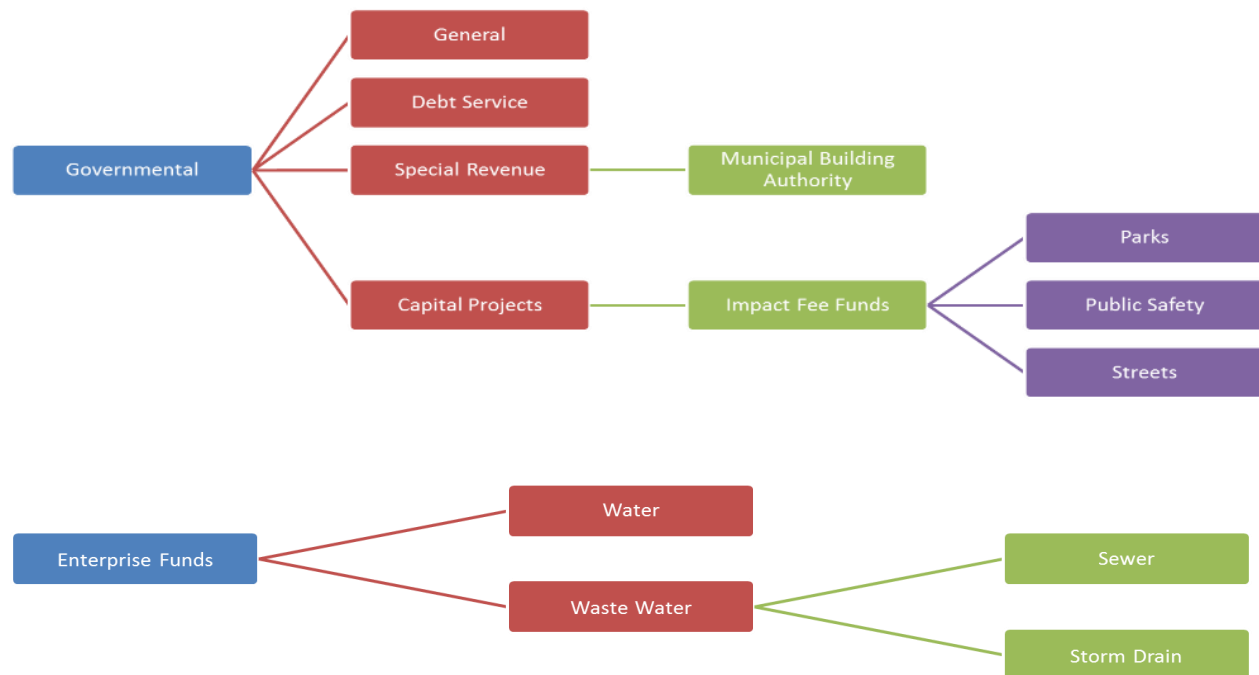 General
Debt Service
Governmental
Special Revenue
Municipal Building
Authority
Parks
Capital Projects
Impact Fee Funds
Public Safety
Streets
Water
Enterprise Funds
Sewer
Waste Water
Storm Drain